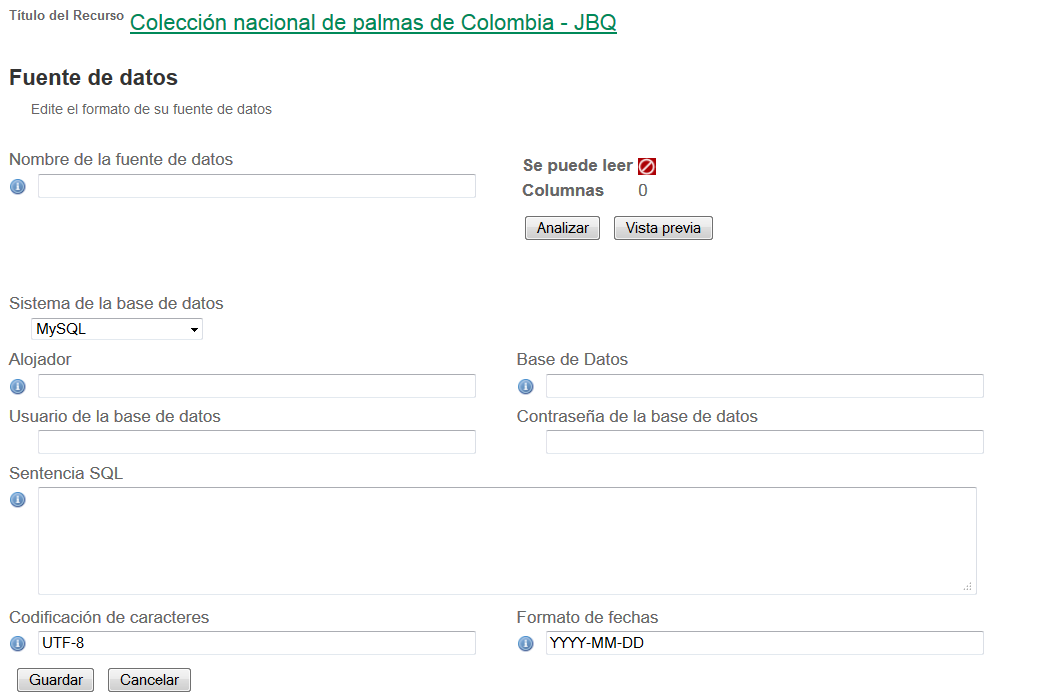 Título del Recurso Colección nacional de palmas de Colombia - JBQ
Fuente de datos
Edite el formato de su fuente de datos
Nombre de la fuente de datos
Se puede leer
Columnas 0
Analizar Vista previa
Sistema de la base de datos
MySQL
Alojador Base de Datos
Usuario de la base de datos Contraseña de la base de datos
Sentencia SQL
Codificación de caracteres Formato de fechas
UTF-8 YYYY-MM-DD
Guardar Cancelar